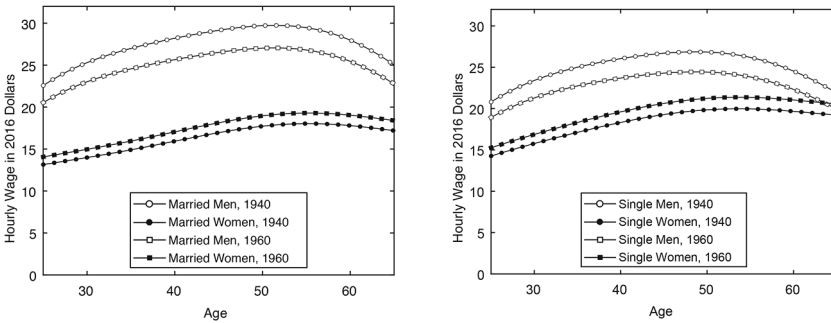 Hourly Wage in 2016 Dollars
30
25
20
15
10
5
0
30
40
50
60
Age
Married Men, 1940
Married Women, 1940
Married Men, 1960
Married Women, 1960
Hourly Wage in 2016 Dollars
30
25
20
15
10
5
0
30
40
50
60
Age
Single Men, 1940
Single Women, 1940
Single Men, 1960
Single Women, 1960